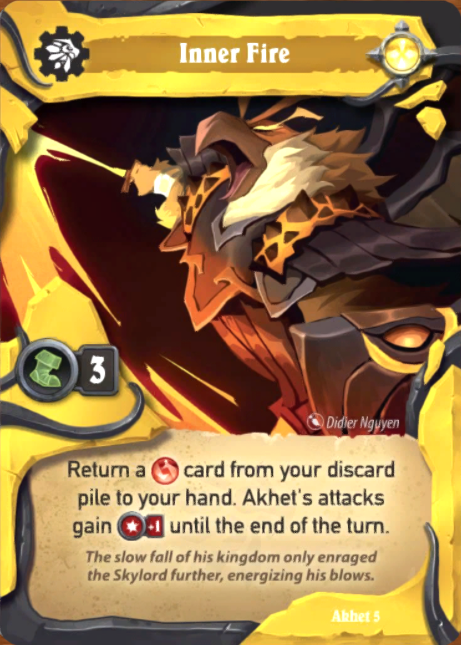 Inner Fire
3
Didier Nguyen
Return a card from your discard
pile to your hand. Akhet's attacks
gain +1 until the end of the turn.
The slow fall of his kingdom only enraged
the Skylord further, energizing his blows.
Akhet 5